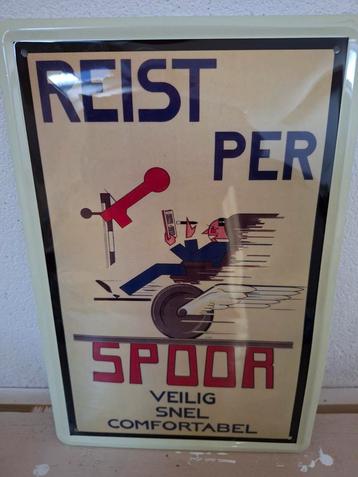 REIST
PER
SPOOR
VEILIG
SNEL
COMFORTABEL